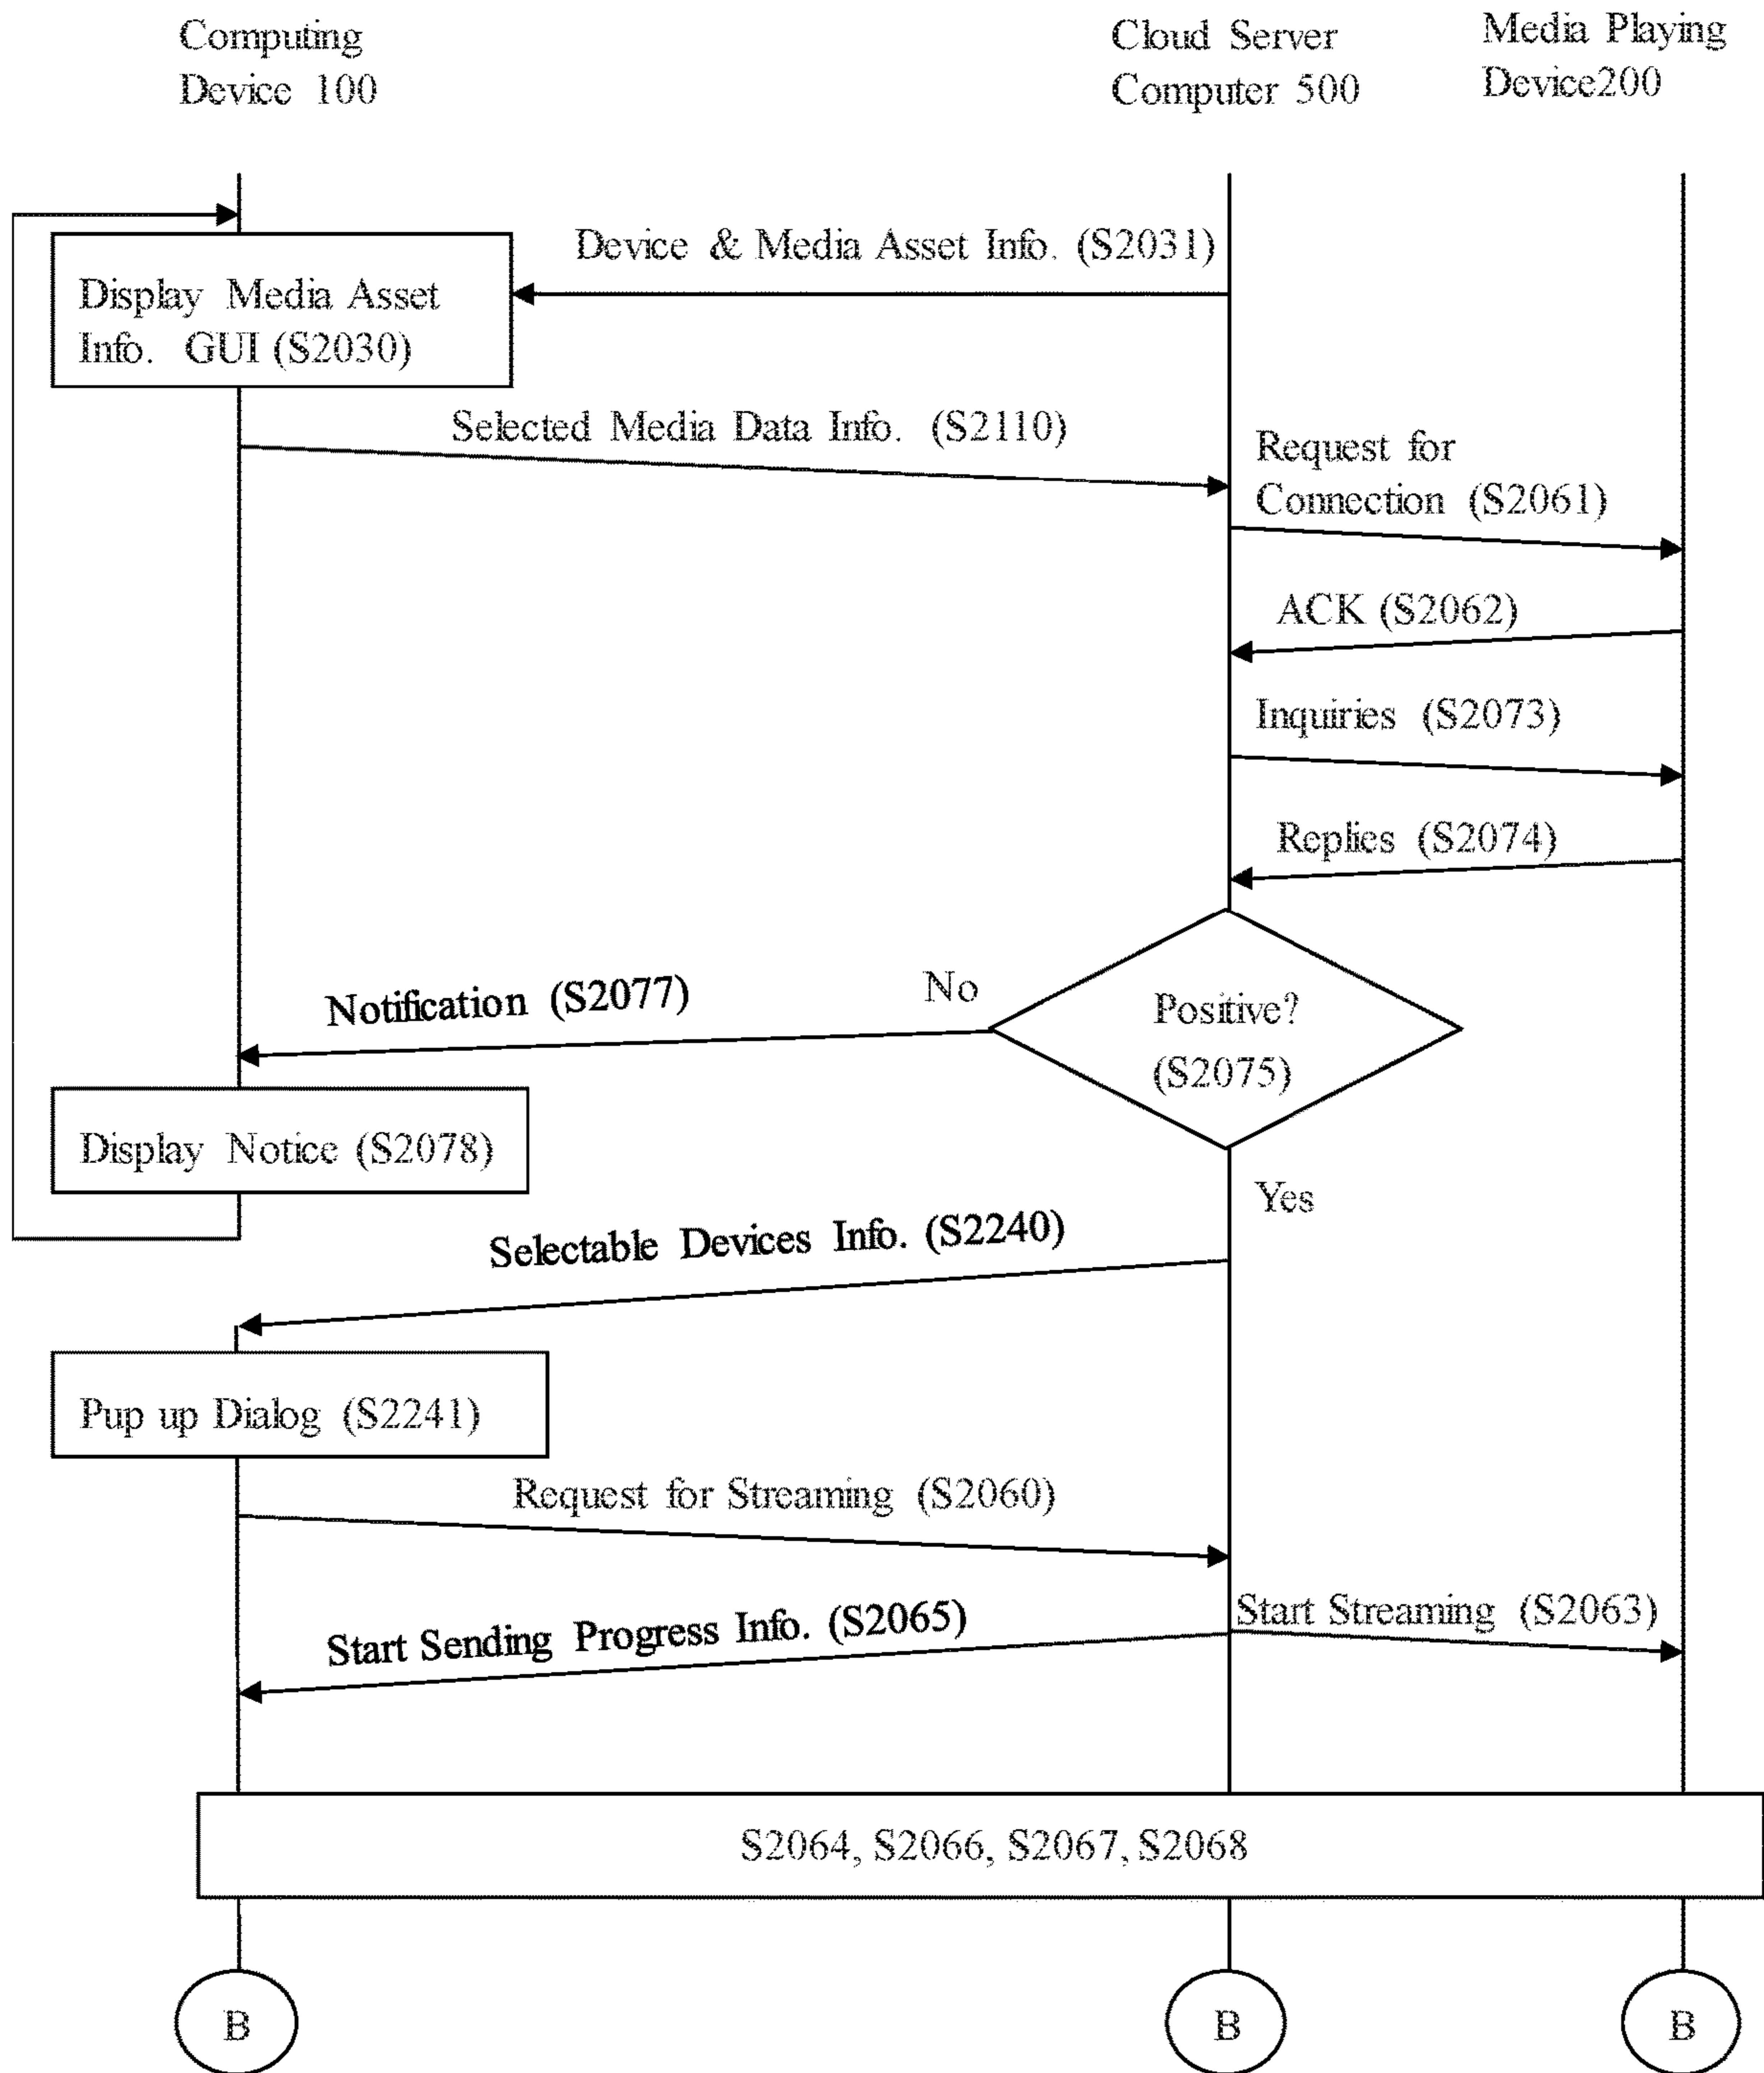 Computing
Device 100
Cloud Server
Computer 500
Media Playing
Device200
Device & Media Asset Info. (S2031)
Display Media Asset
Info. GUI (S2030)
Selected Media Data Info. (S2110)
Request for
Connection (S2061)
ACK (S2062)
Inquiries (S2073)
Replies (S2074)
No
Notification (S2077)
Positive?
(S2075)
Display Notice (S2078)
Yes
Selectable Devices Info. (S2240)
Pup up Dialog (S2241)
Request for Streaming (S2060)
Start Sending Progress Info. (S2065)
Start Streaming (S2063)
S2064, S2066, S2067, S2068
B
B
B